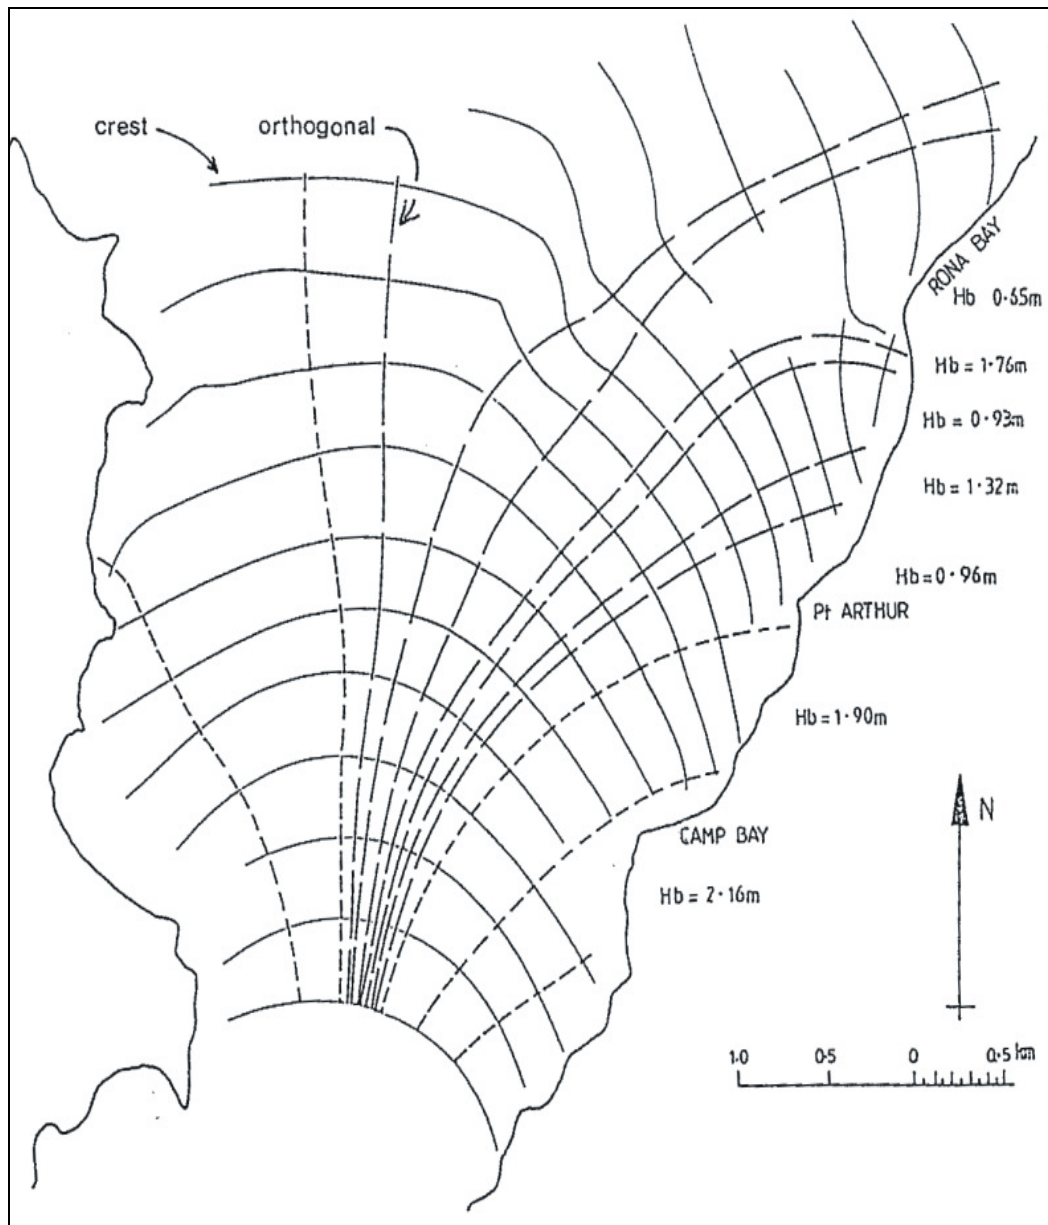 crest
orthogonal
RONA BAY
Hb 0·65m
Hb = 1·76m
Hb = 0·93m
Hb = 1·32m
Hb = 0·96m
Pt ARTHUR
Hb = 1·90m
N
CAMP BAY
Hb = 2·16m
1.0 0·5 0 0.5 km